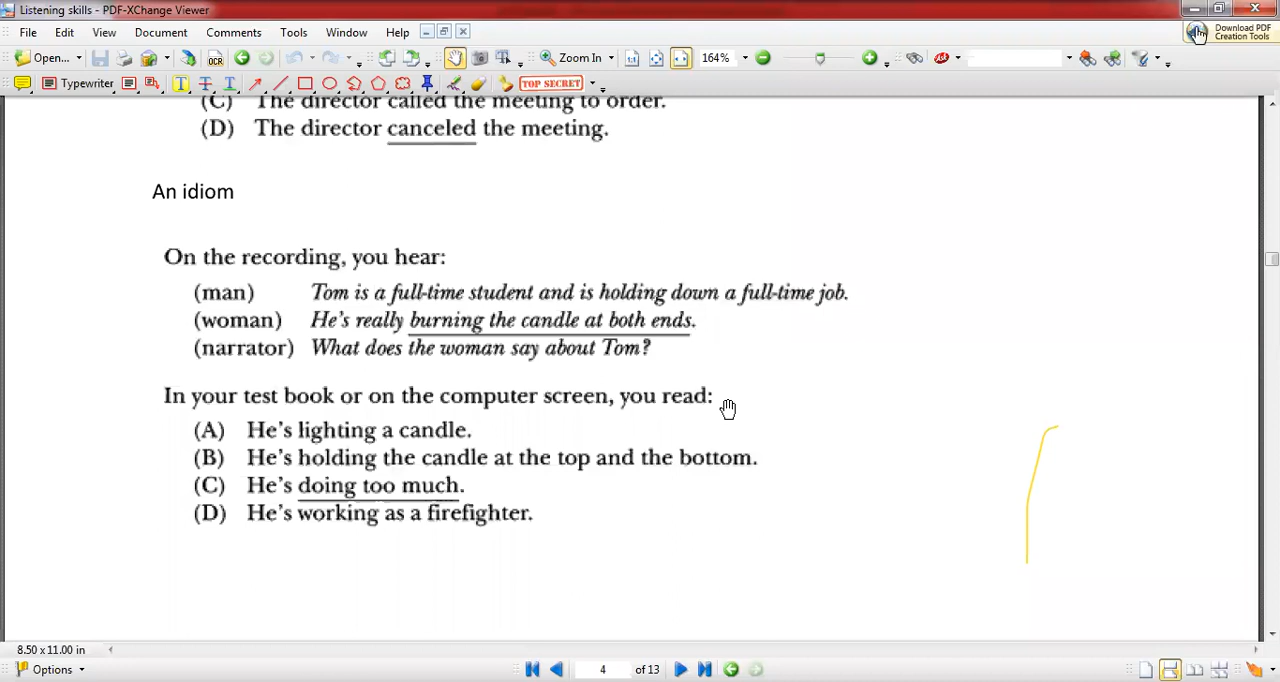 Listening skills - PDF-XChange Viewer
File Edit View Document Comments Tools Window Help
Download PDF
Creation Tools
Open... OCR Zoom In 164%
Typewriter TOP SECRET
(C) The director called the meeting to order.
(D) The director canceled the meeting.
An idiom
On the recording, you hear:
(man) Tom is a full-time student and is holding down a full-time job.
(woman) He's really burning the candle at both ends.
(narrator) What does the woman say about Tom?
In your test book or on the computer screen, you read:
(A) He's lighting a candle.
(B) He's holding the candle at the top and the bottom.
(C) He's doing too much.
(D) He's working as a firefighter.
8.50 x 11.00 in
Options 4 of 13